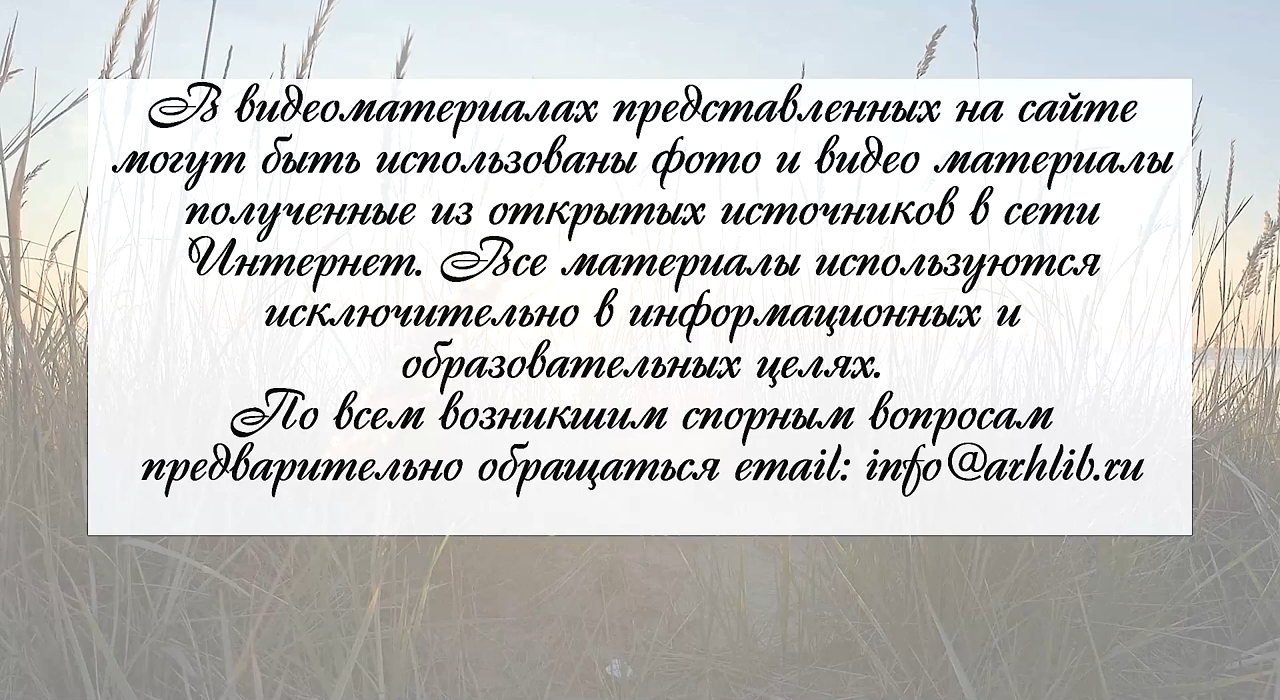 В видеоматериалах представленных на сайте
могут быть использованы фото и видео материалы
полученные из открытых источников в сети
Интернет. Все материалы используются
исключительно в информационных и
образовательных целях.
По всем возникшим спорным вопросам
предварительно обращаться email: info@arhlib.ru